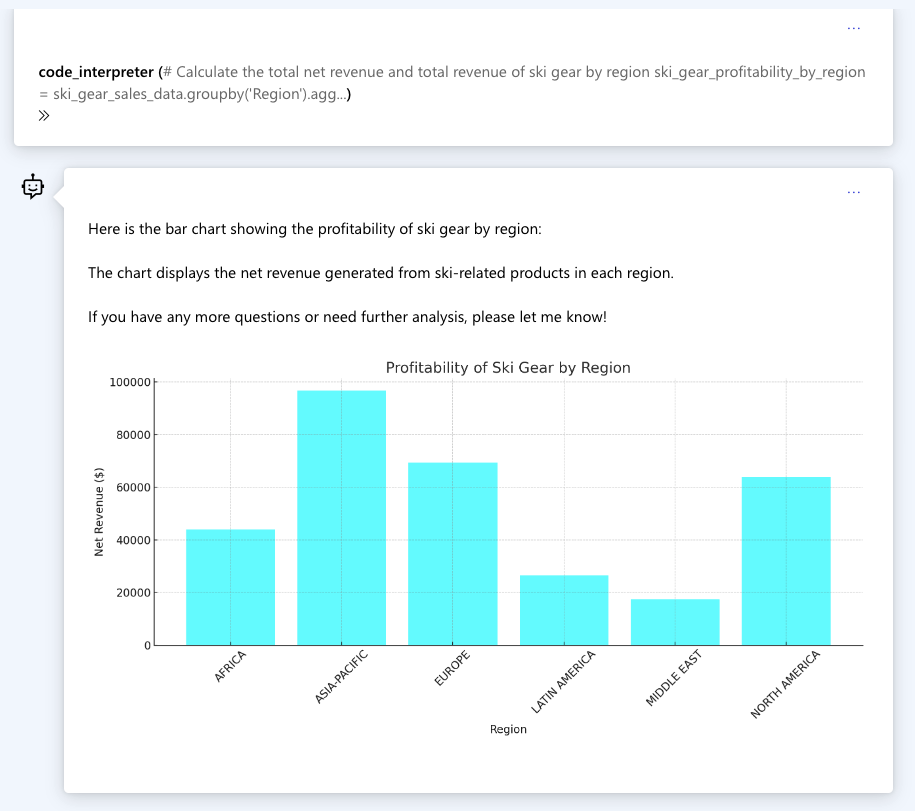 ...
code_interpreter (# Calculate the total net revenue and total revenue of ski gear by region ski_gear_profitability_by_region
= ski_gear_sales_data.groupby('Region').agg...)
...
Here is the bar chart showing the profitability of ski gear by region:
The chart displays the net revenue generated from ski-related products in each region.
If you have any more questions or need further analysis, please let me know!
Profitability of Ski Gear by Region
Net Revenue ($)
100000
80000
60000
40000
20000
0
AFRICA
ASIA-PACIFIC
EUROPE
LATIN AMERICA
MIDDLE EAST
NORTH AMERICA
Region